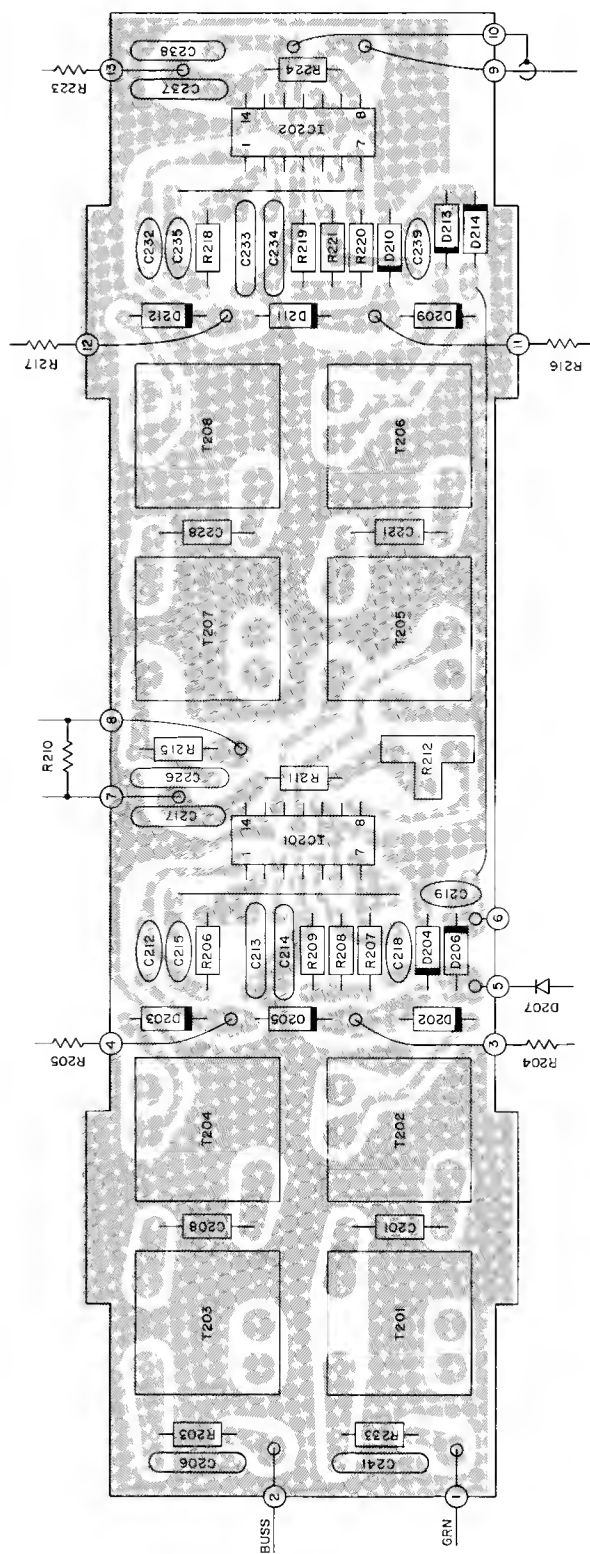 10
9
13
R223
C238
C237
R224
14
8
IC202
1
7
C232
C235
R218
C233
C234
R219
R221
R220
D210
C239
D213
D214
12
R217
D212
D211
D209
11
R216
T208
T206
C228
C221
T207
T205
R210
8
7
R215
C226
C217
R211
R212
14
8
IC201
1
7
C212
C215
R206
C213
C214
R209
R208
R207
C218
D204
D206
C219
6
5
D207
4
R205
D203
D205
D202
3
R204
T204
T202
C208
C201
T203
T201
R203
C206
R233
C241
2
BUSS
1
GRN